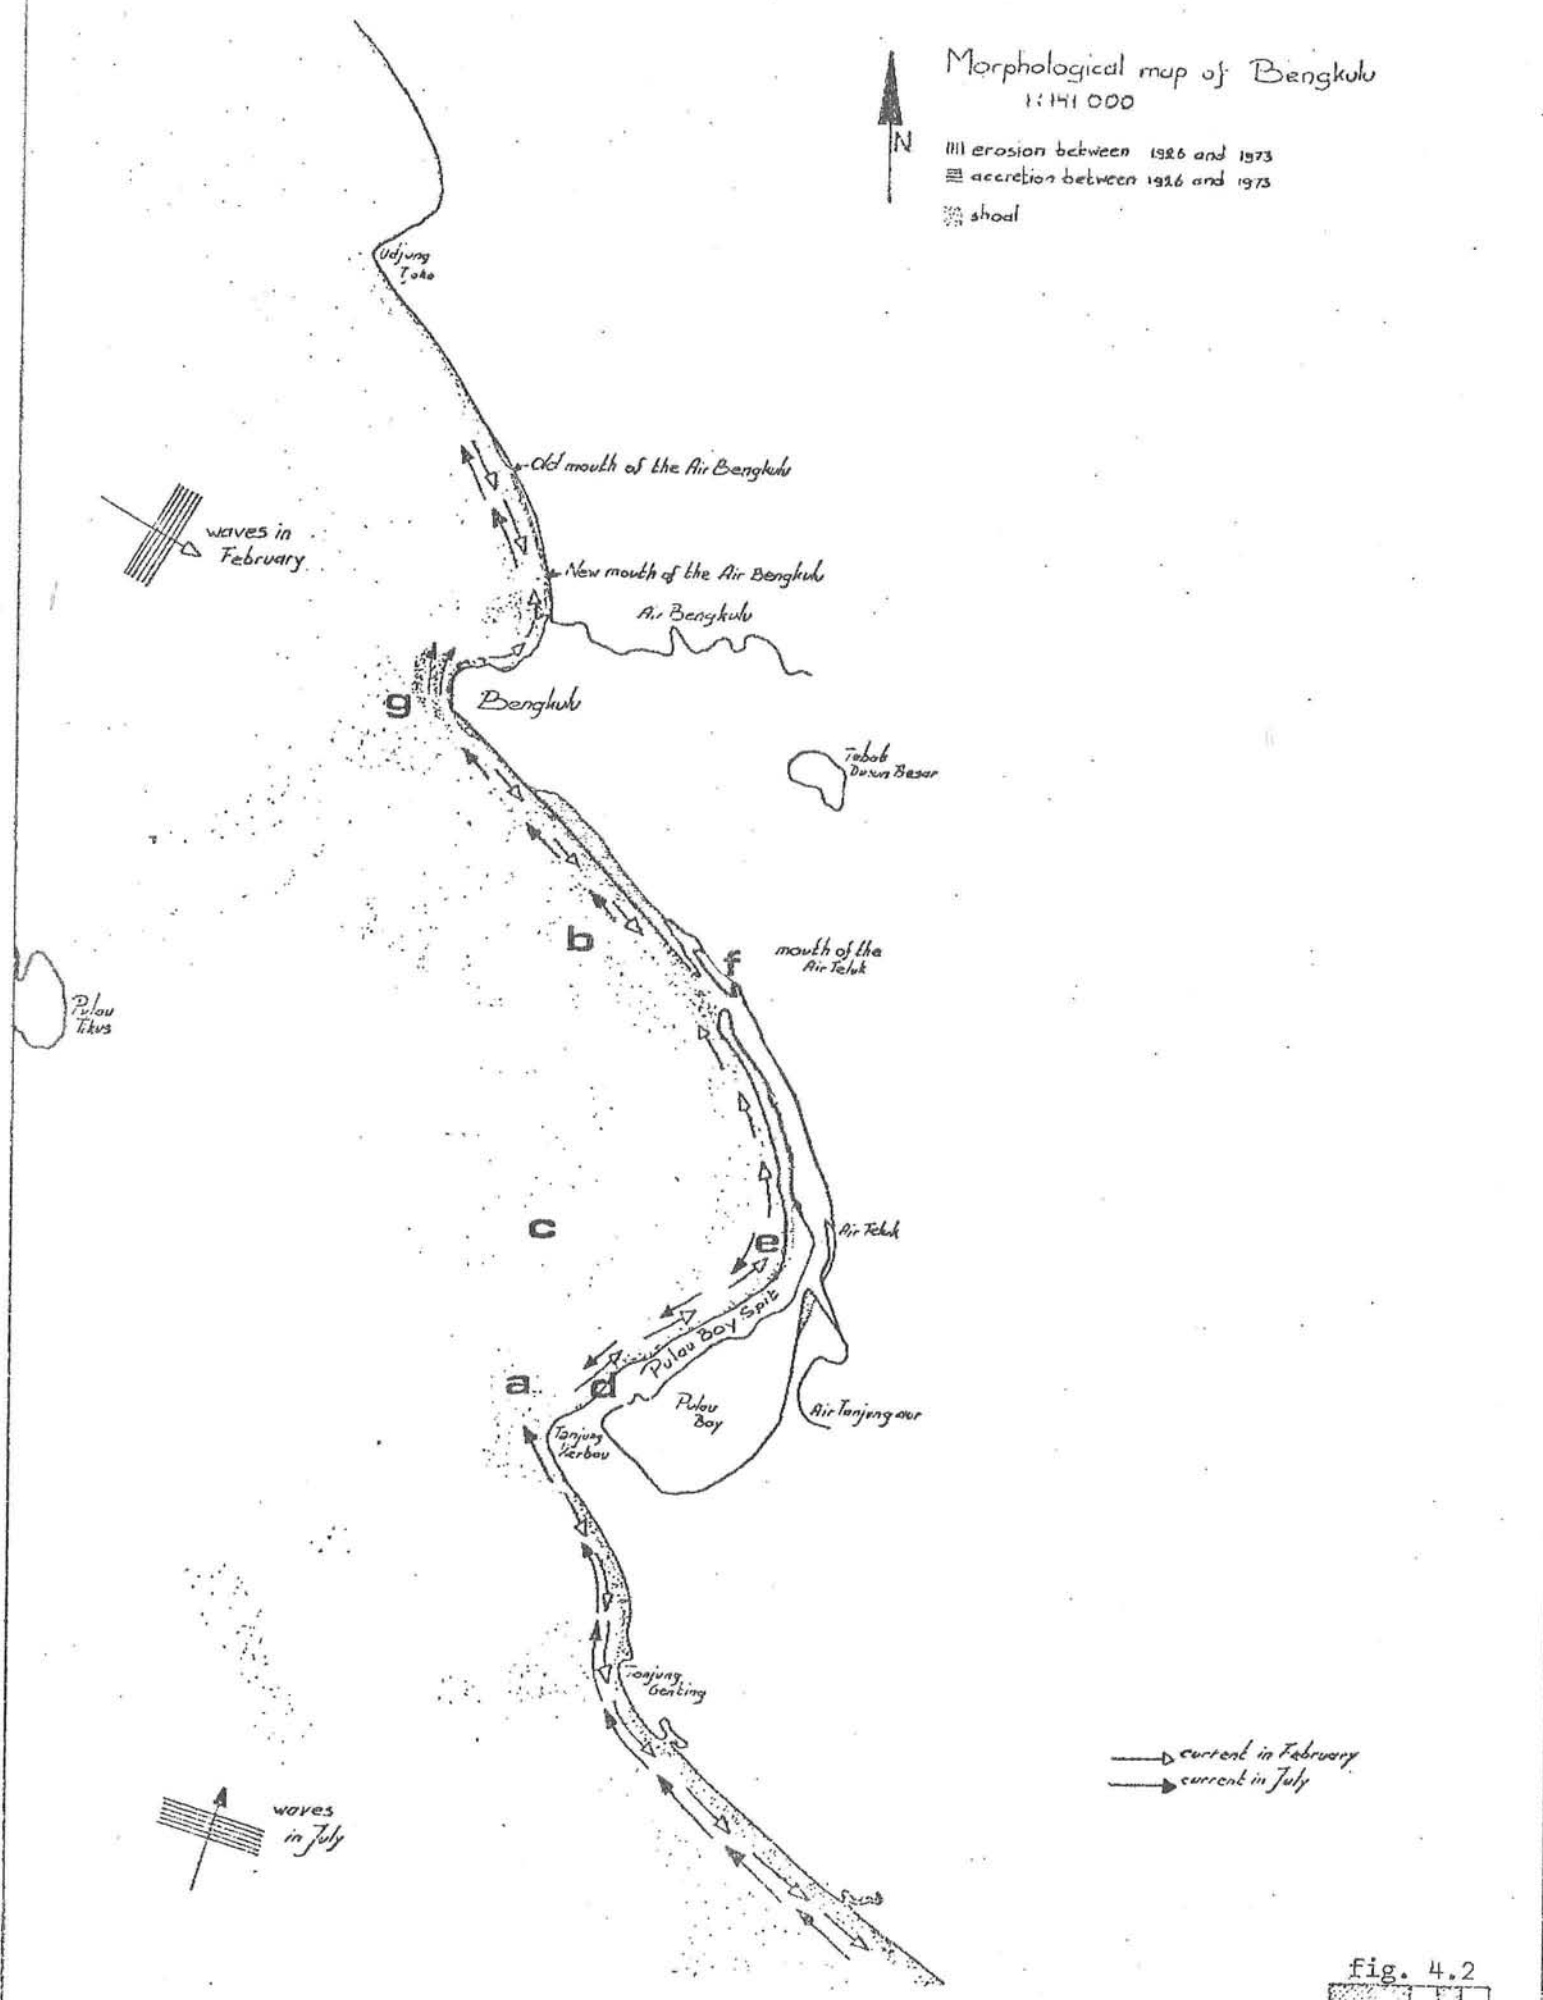 Morphological map of Bengkulu
1:141 000
N
erosion between 1926 and 1973
accretion between 1926 and 1973
shoal
Udjung
Toko
Old mouth of the Air Bengkulu
waves in
February
New mouth of the Air Bengkulu
Air Bengkulu
g
Bengkulu
Tabat
Dusun Besar
b
f
mouth of the
Air Teluk
Pulau
Tikus
c
e
Air Teluk
Pulau Bay Spit
a
d
Pulau
Bay
Air Tanjung aur
Tanjung
Kerbau
Tanjung
Genting
current in February
current in July
waves
in July
fig. 4.2